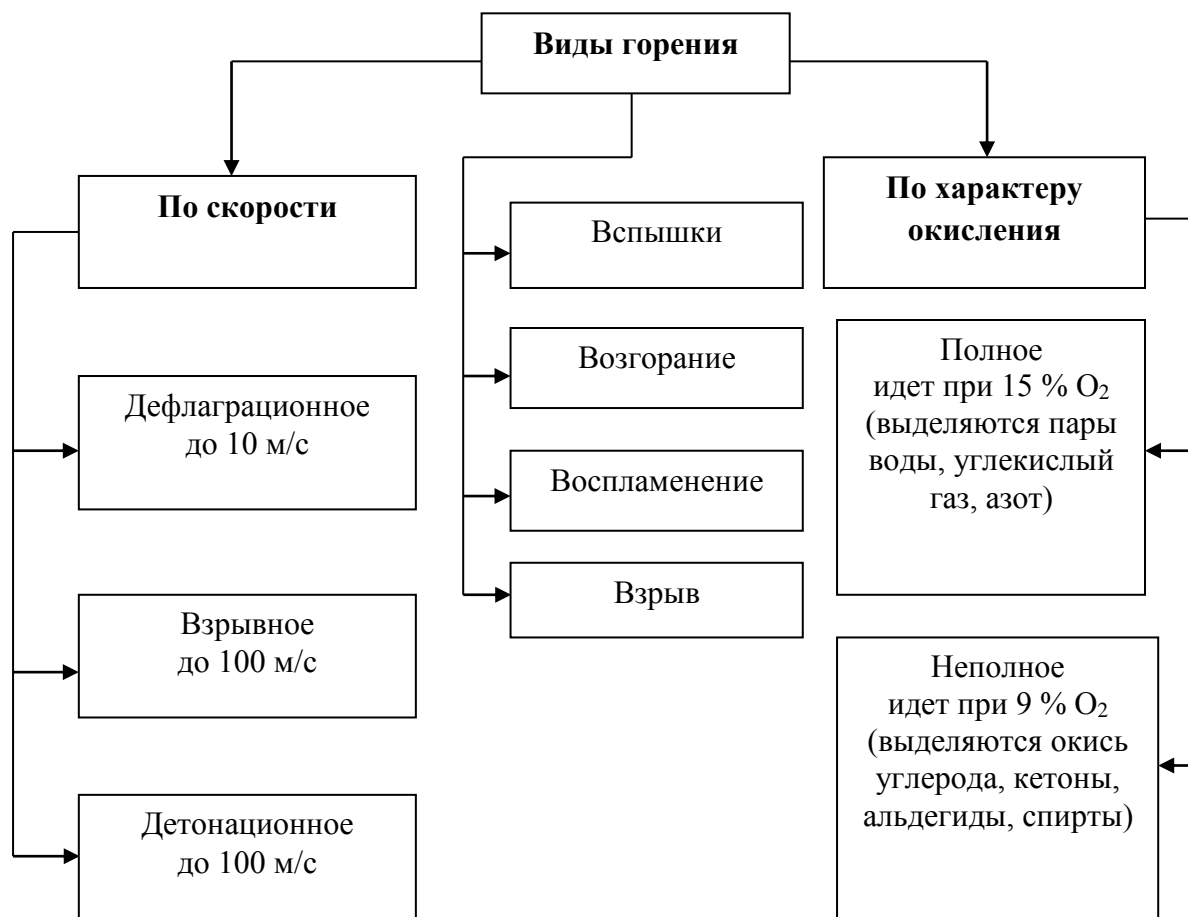 Виды горения
По скорости
Дефлаграционное
до 10 м/с
Взрывное
до 100 м/с
Детонационное
до 100 м/с
Вспышки
Возгорание
Воспламенение
Взрыв
По характеру
окисления
Полное
идет при 15 % O₂
(выделяются пары
воды, углекислый
газ, азот)
Неполное
идет при 9 % O₂
(выделяются окись
углерода, кетоны,
альдегиды, спирты)